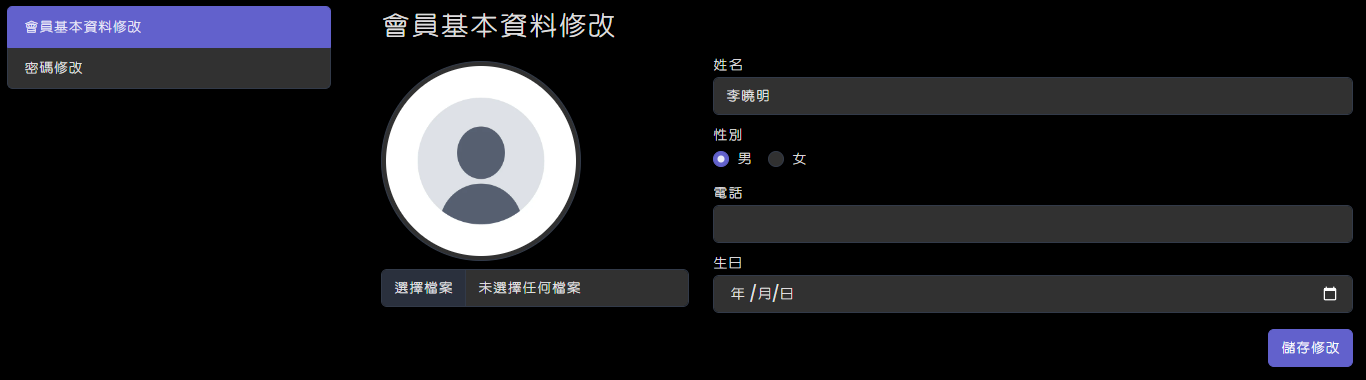 會員基本資料修改
密碼修改
會員基本資料修改
選擇檔案 未選擇任何檔案
姓名
李曉明
性別
男 女
電話
生日
年 /月/日
儲存修改